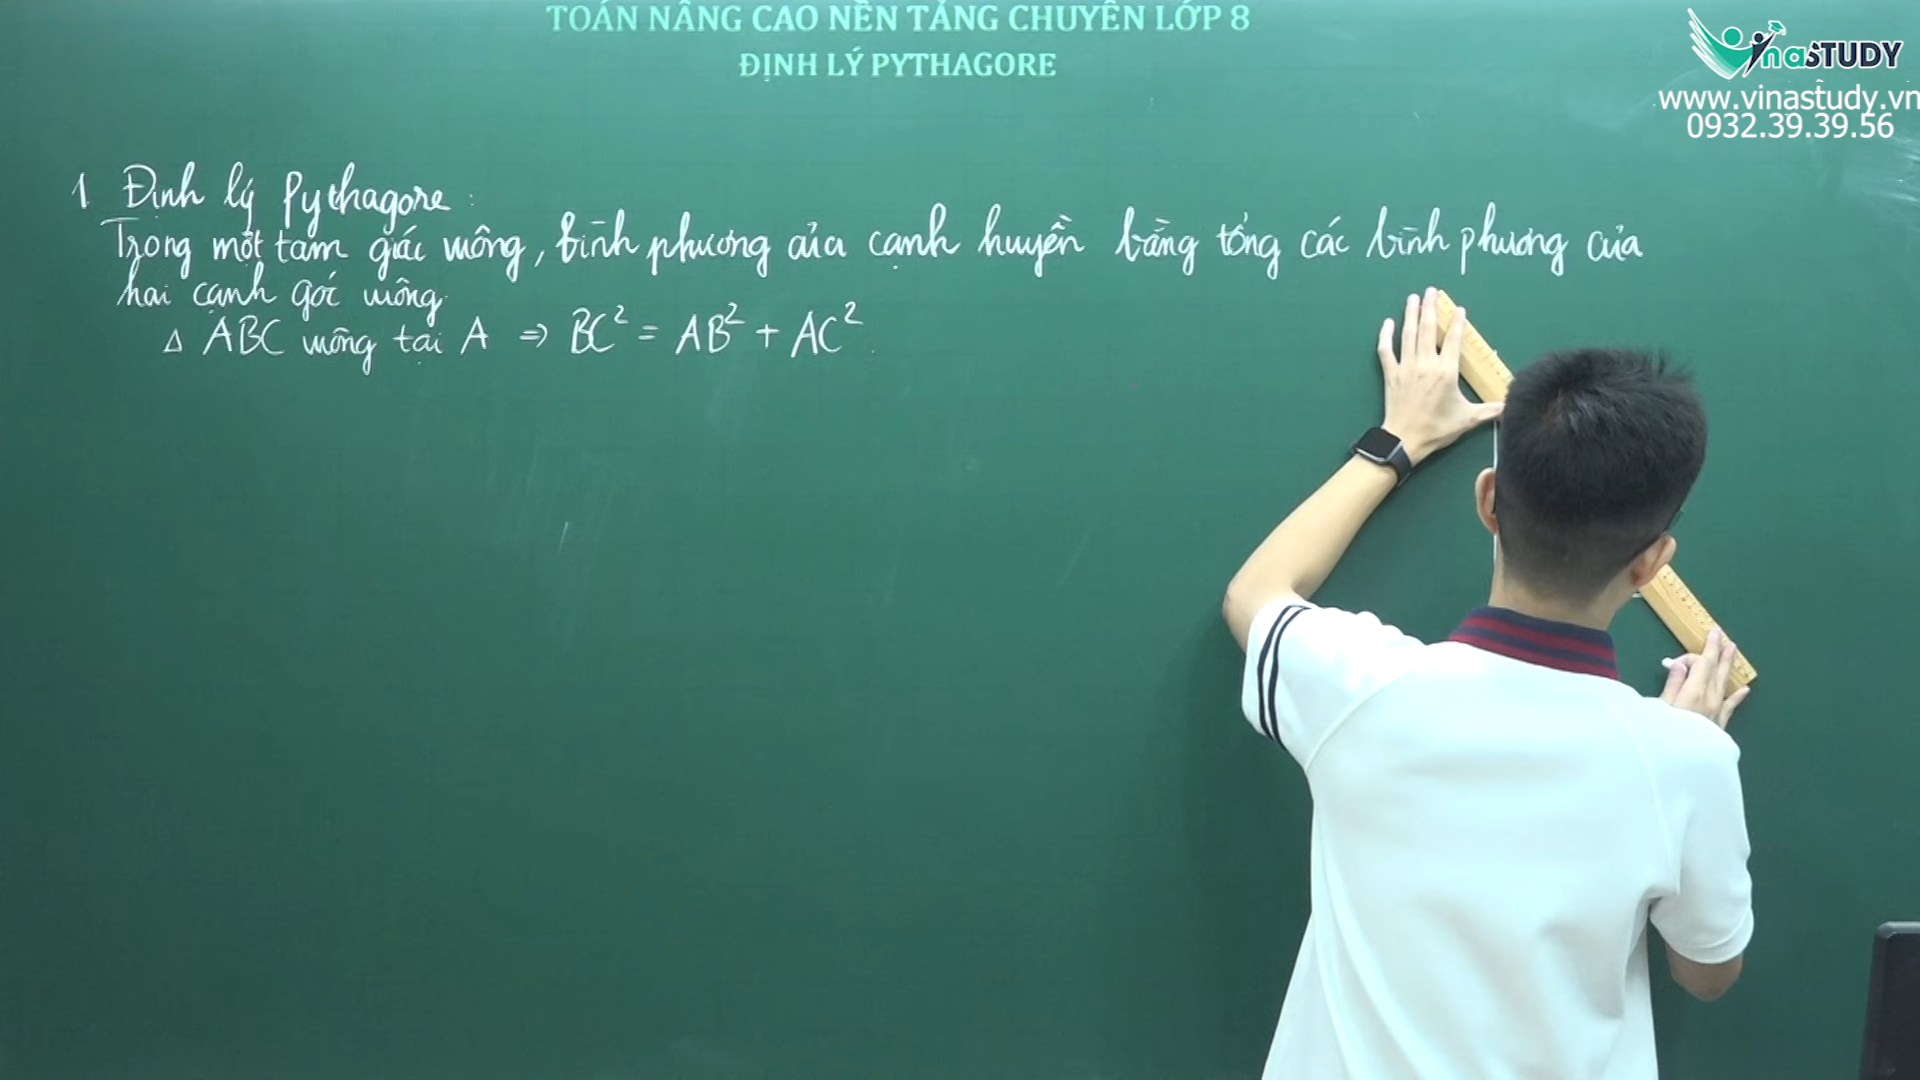 TOÁN NÂNG CAO NỀN TẢNG CHUYÊN LỚP 8
ĐỊNH LÝ PYTHAGORE
VinaSTUDY
www.vinastudy.vn
0932.39.39.56
1 Định lý Pythagore:
Trong một tam giác vuông, bình phương của cạnh huyền bằng tổng các bình phương của
hai cạnh góc vuông
Δ ABC vuông tại A ⇒ BC² = AB² + AC².